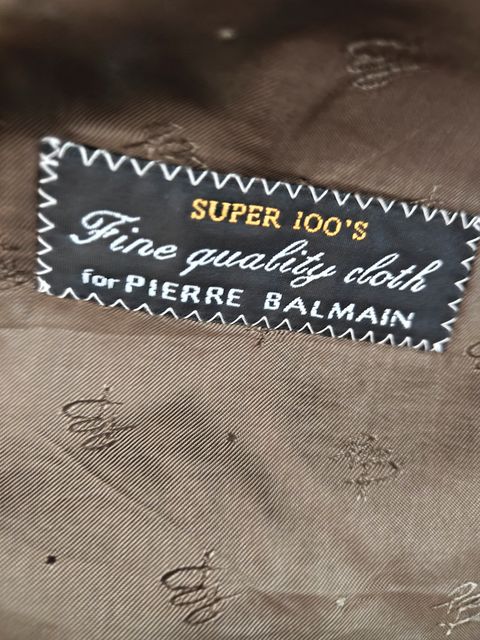 SUPER 100'S
Fine quality cloth
for PIERRE BALMAIN